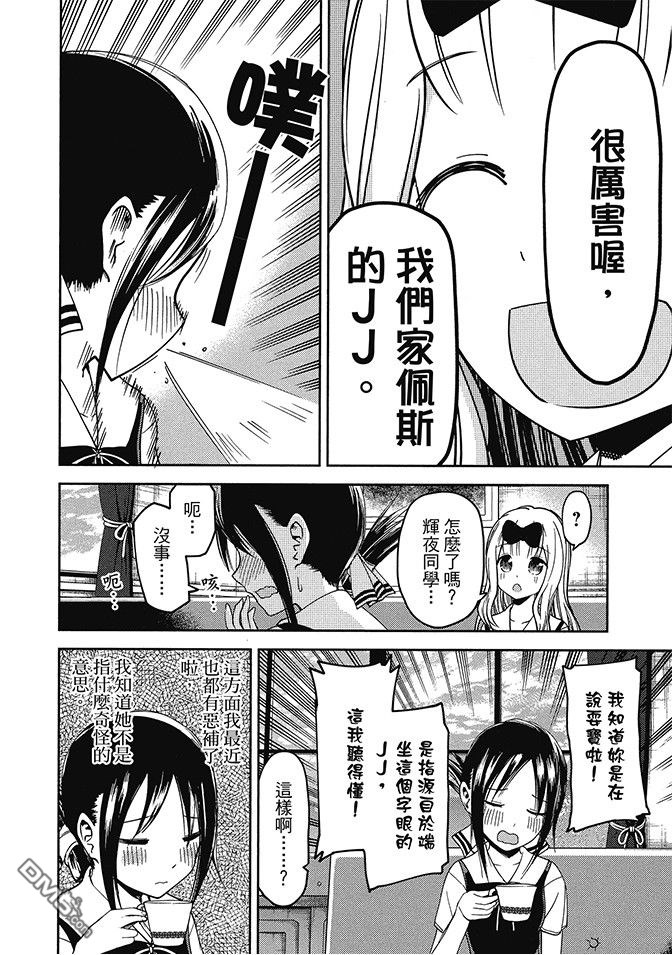 很厲害喔，
我們家佩斯
的JJ。
噗——
?
怎麼了嗎?
輝夜同學…
咳…
呃…
沒事…
呃…
我知道妳是在
說耍寶啦！
是指源自於端
坐這個字眼的
JJ，
這我聽得懂！
這樣啊……?
這方面我最近
也都有惡補了
啦…
我知道她不是
指什麼奇怪的
意思。
DM5.COM